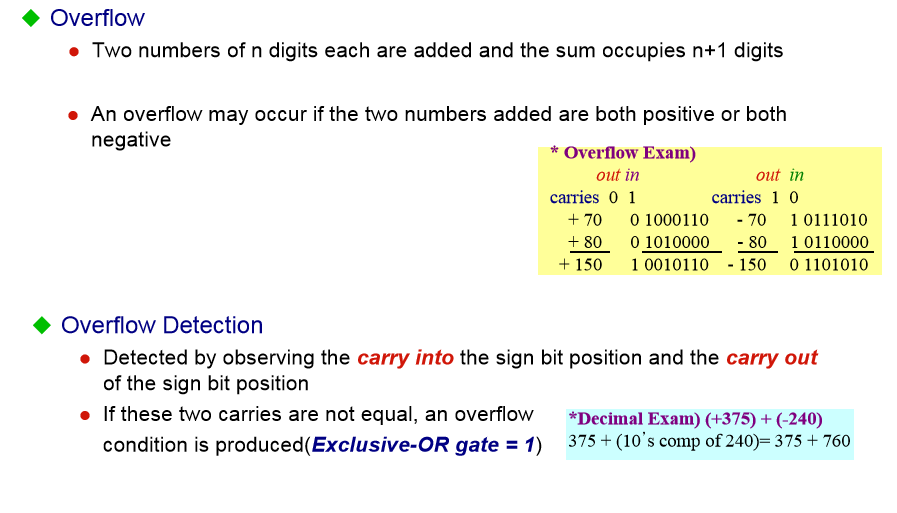 Overflow
Two numbers of n digits each are added and the sum occupies n+1 digits
An overflow may occur if the two numbers added are both positive or both
negative
* Overflow Exam)
out in out in
carries 0 1 carries 1 0
+ 70 0 1000110 - 70 1 0111010
+ 80 0 1010000 - 80 1 0110000
+ 150 1 0010110 - 150 0 1101010
Overflow Detection
Detected by observing the carry into the sign bit position and the carry out
of the sign bit position
If these two carries are not equal, an overflow
condition is produced(Exclusive-OR gate = 1)
*Decimal Exam) (+375) + (-240)
375 + (10’s comp of 240)= 375 + 760